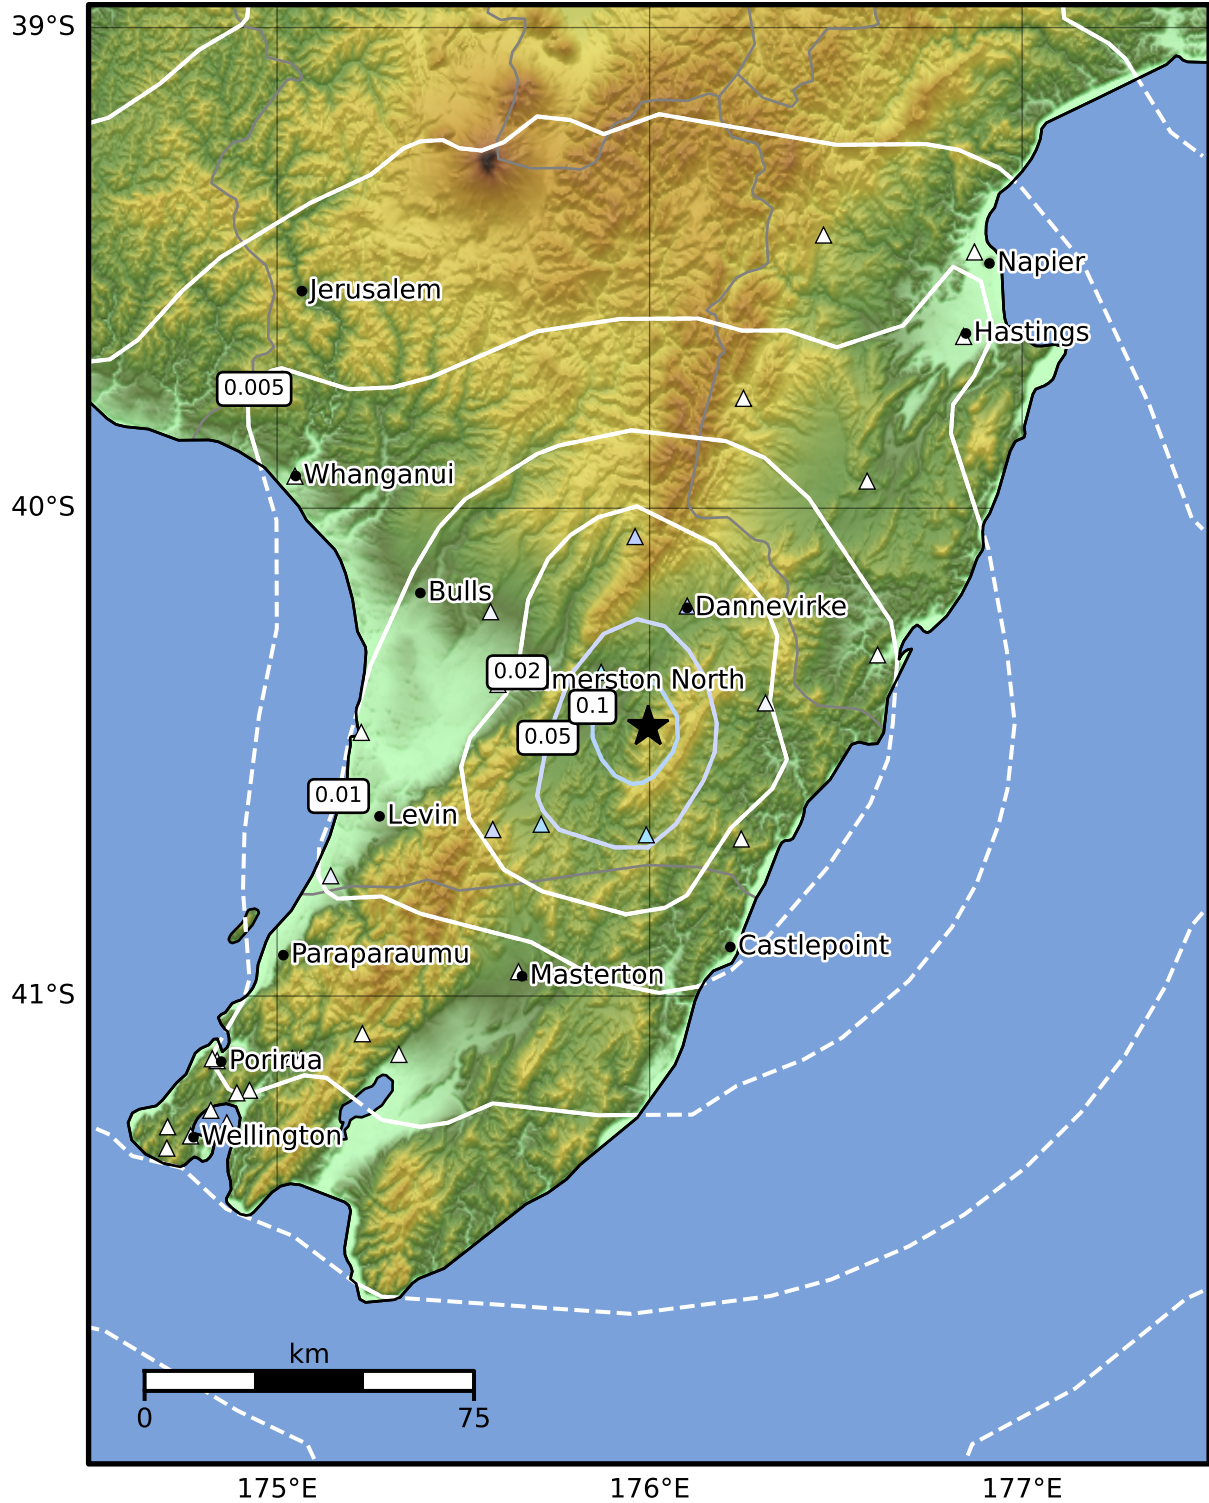 39°S
Napier
Jerusalem
Hastings
0.005
Whanganui
40°S
Bulls
Dannevirke
0.02
merston North
0.1
0.05
0.01
Levin
Castlepoint
Paraparaumu
Masterton
41°S
Porirua
Wellington
km
0 75
175°E 176°E 177°E